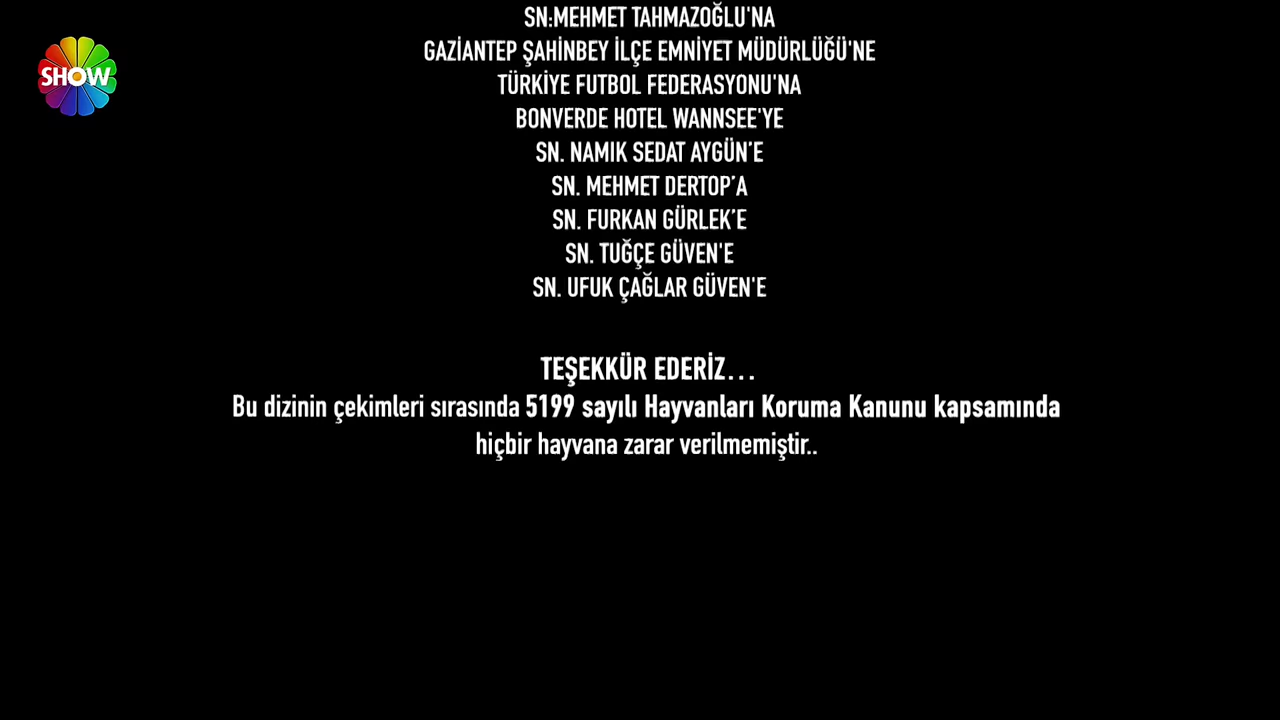 SN:MEHMET TAHMAZOĞLU'NA
GAZİANTEP ŞAHİNBEY İLÇE EMNİYET MÜDÜRLÜĞÜ'NE
TÜRKİYE FUTBOL FEDERASYONU'NA
BONVERDE HOTEL WANNSEE'YE
SN. NAMIK SEDAT AYGÜN’E
SN. MEHMET DERTOP’A
SN. FURKAN GÜRLEK’E
SN. TUĞÇE GÜVEN'E
SN. UFUK ÇAĞLAR GÜVEN'E
TEŞEKKÜR EDERİZ...
Bu dizinin çekimleri sırasında 5199 sayılı Hayvanları Koruma Kanunu kapsamında
hiçbir hayvana zarar verilmemiştir..
SHOW